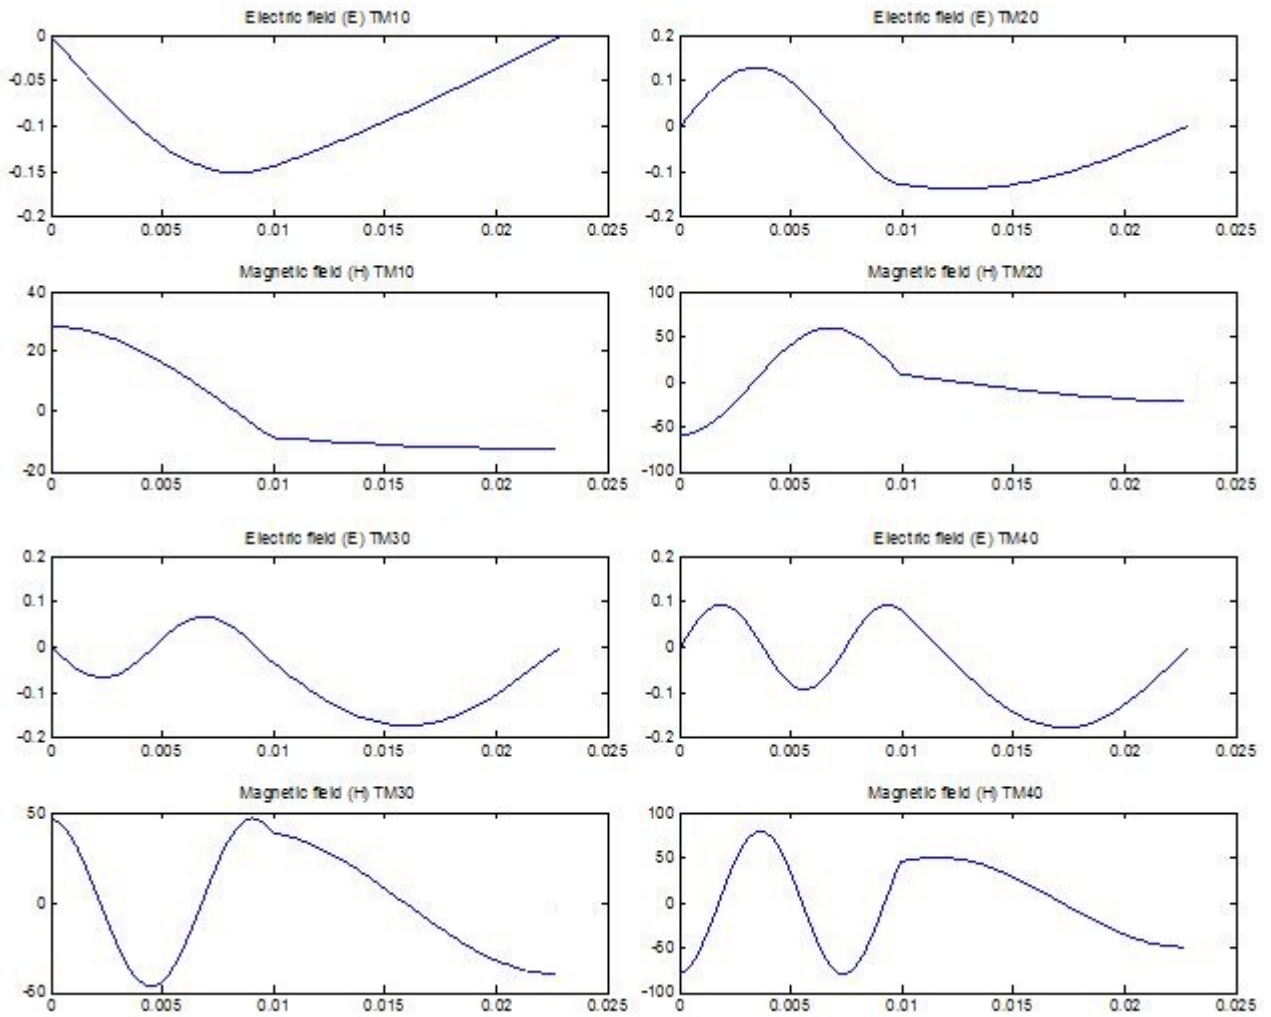 Electric field (E) TM10
0
-0.05
-0.1
-0.15
-0.2
0 0.005 0.01 0.015 0.02 0.025
Electric field (E) TM20
0.2
0.1
0
-0.1
-0.2
0 0.005 0.01 0.015 0.02 0.025
Magnetic field (H) TM10
40
20
0
-20
0 0.005 0.01 0.015 0.02 0.025
Magnetic field (H) TM20
100
50
0
-50
-100
0 0.005 0.01 0.015 0.02 0.025
Electric field (E) TM30
0.2
0.1
0
-0.1
-0.2
0 0.005 0.01 0.015 0.02 0.025
Electric field (E) TM40
0.2
0.1
0
-0.1
-0.2
0 0.005 0.01 0.015 0.02 0.025
Magnetic field (H) TM30
50
0
-50
0 0.005 0.01 0.015 0.02 0.025
Magnetic field (H) TM40
100
50
0
-50
-100
0 0.005 0.01 0.015 0.02 0.025